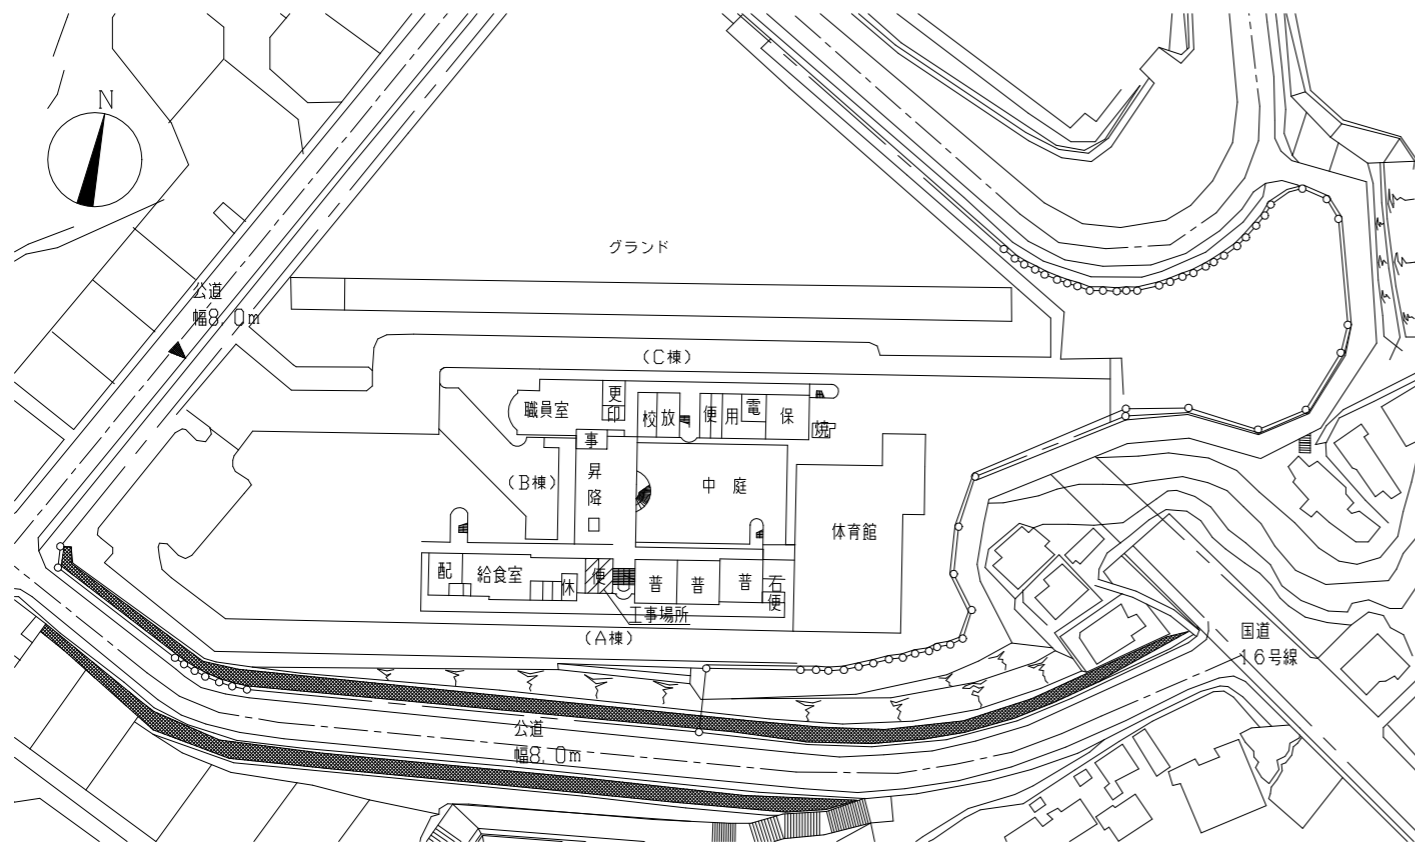 N
グランド
公道
幅8.0m
(C棟)
職員室
更
印
校
放
便
用
電
保
焼
事
昇
降
(B棟)
中庭
体育館
配
給食室
休
便
普
普
普
石
便
工事場所
(A棟)
国道
16号線
公道
幅8.0m